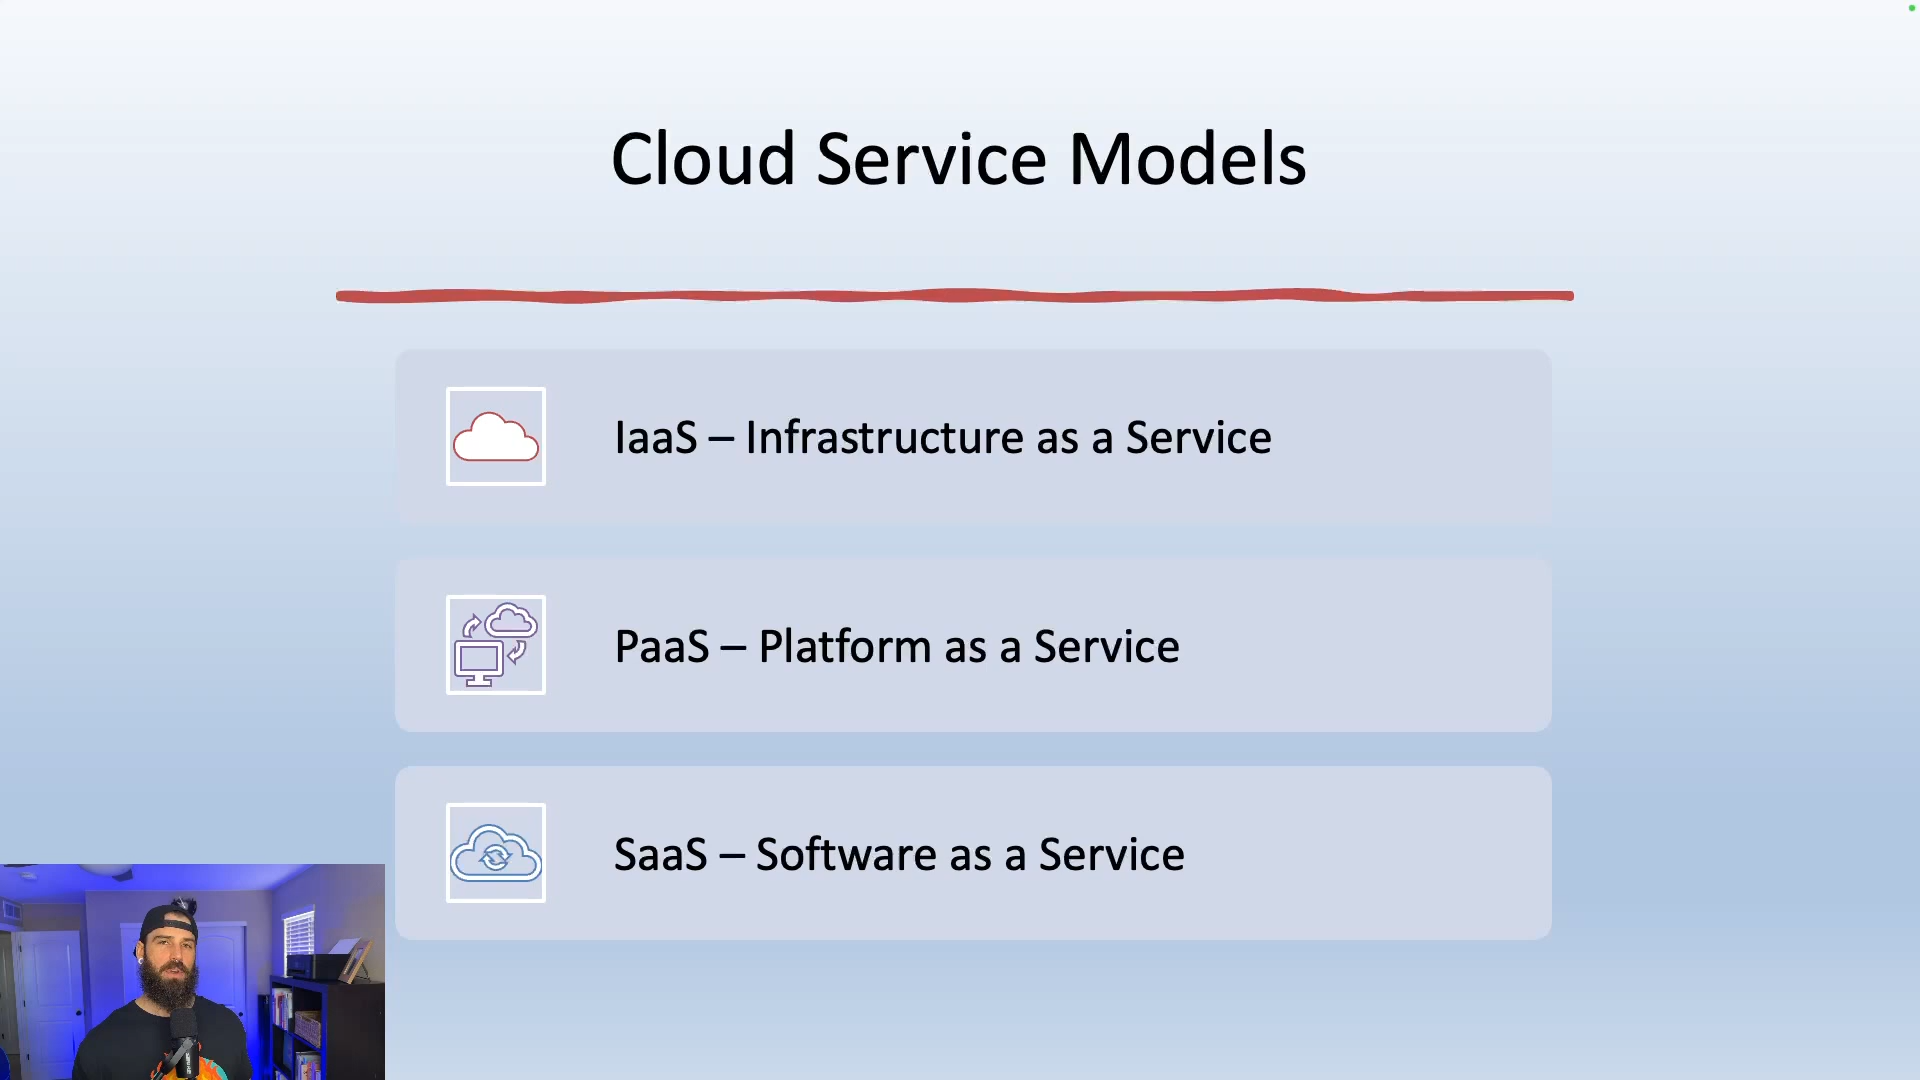 Cloud Service Models
IaaS – Infrastructure as a Service
PaaS – Platform as a Service
SaaS – Software as a Service